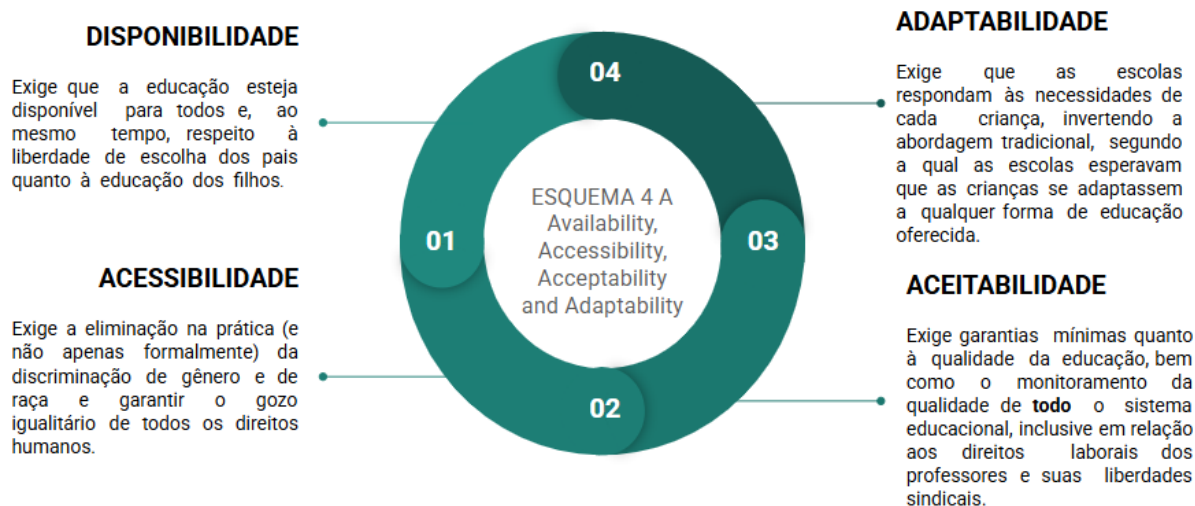 DISPONIBILIDADE
Exige que a educação esteja
disponível para todos e, ao
mesmo tempo, respeito à
liberdade de escolha dos pais
quanto à educação dos filhos.
ACESSIBILIDADE
Exige a eliminação na prática (e
não apenas formalmente) da
discriminação de gênero e de
raça e garantir o gozo
igualitário de todos os direitos
humanos.
04
01
03
02
ESQUEMA 4 A
Availability,
Accessibility,
Acceptability
and Adaptability
ADAPTABILIDADE
Exige que as escolas
respondam às necessidades de
cada criança, invertendo a
abordagem tradicional, segundo
a qual as escolas esperavam
que as crianças se adaptassem
a qualquer forma de educação
oferecida.
ACEITABILIDADE
Exige garantias mínimas quanto
à qualidade da educação, bem
como o monitoramento da
qualidade de todo o sistema
educacional, inclusive em relação
aos direitos laborais dos
professores e suas liberdades
sindicais.